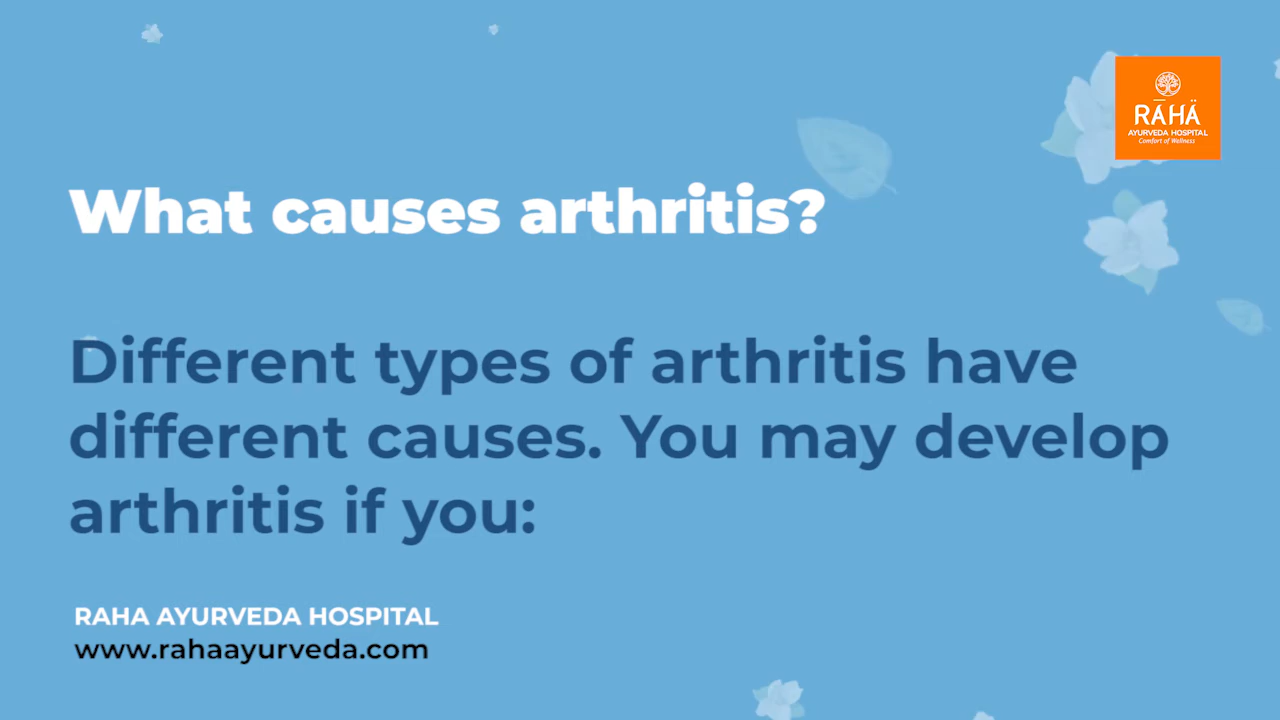 RĀHÄ
AYURVEDA HOSPITAL
Comfort of Wellness
What causes arthritis?
Different types of arthritis have
different causes. You may develop
arthritis if you:
RAHA AYURVEDA HOSPITAL
www.rahaayurveda.com